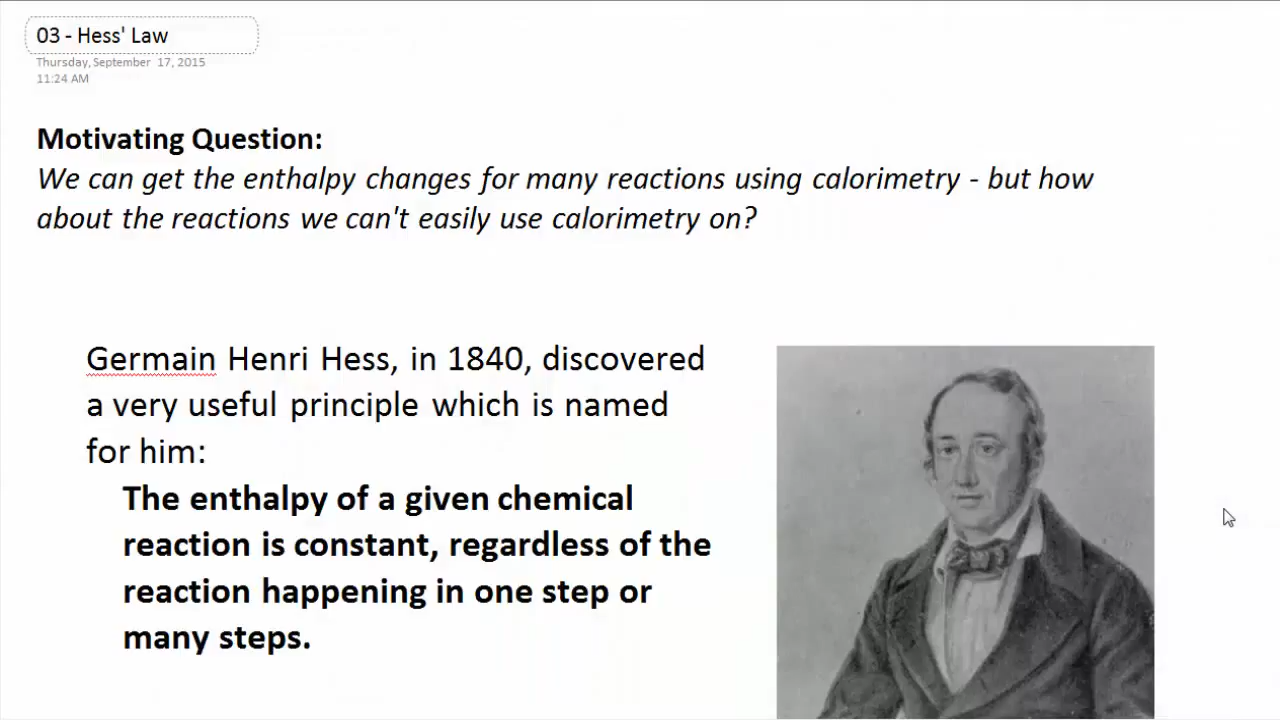 03 - Hess' Law
Thursday, September 17, 2015
11:24 AM
Motivating Question:
We can get the enthalpy changes for many reactions using calorimetry - but how
about the reactions we can't easily use calorimetry on?
Germain Henri Hess, in 1840, discovered
a very useful principle which is named
for him:
The enthalpy of a given chemical
reaction is constant, regardless of the
reaction happening in one step or
many steps.